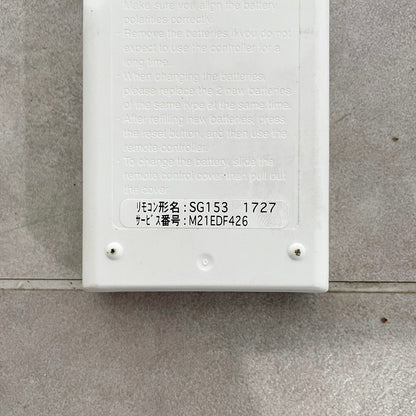 · Make sure you align the battery
polarities correctly.
· Remove the batteries if you do not
expect to use the controller for a
long time.
· When changing the batteries,
please replace the 2 new batteries
of the same type at the same time.
· After refilling new batteries, press
the reset button, and then use the
remote controller.
· To change the battery, slide the
remote control cover then pull out
the cover.
リモコン形名:SG153 1727
サービス番号:M21EDF426